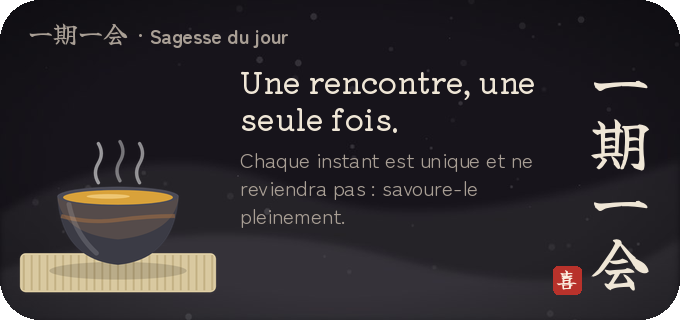 一期一会 · Sagesse du jour
Une rencontre, une
seule fois.
Chaque instant est unique et ne
reviendra pas : savoure-le
pleinement.
一期一会
喜